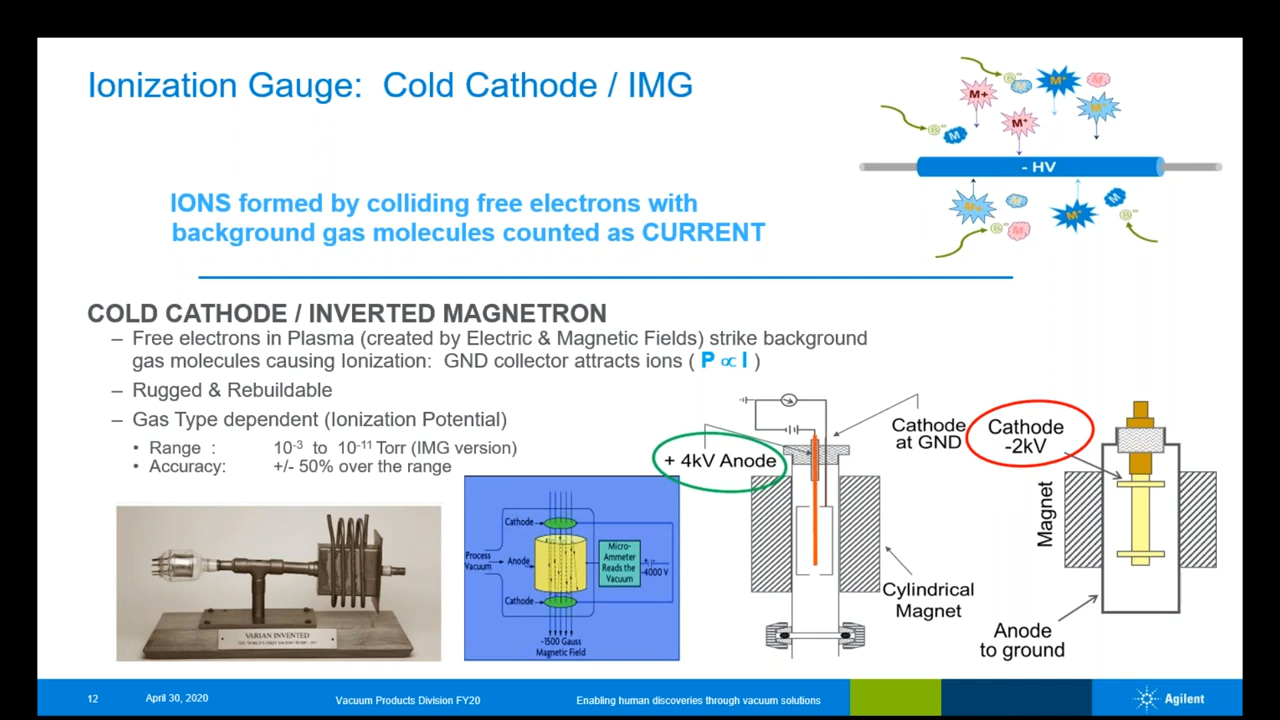 Ionization Gauge:  Cold Cathode / IMG
M+
M+
M+
M
- HV
M+
M
e-
IONS formed by colliding free electrons with
background gas molecules counted as CURRENT
COLD CATHODE / INVERTED MAGNETRON
– Free electrons in Plasma (created by Electric & Magnetic Fields) strike background
gas molecules causing Ionization:  GND collector attracts ions ( P ∝ I )
– Rugged & Rebuildable
– Gas Type dependent (Ionization Potential)
• Range :  10-3 to 10-11 Torr (IMG version)
• Accuracy:  +/- 50% over the range
VARIAN INVENTED
Cathode
Process
Vacuum
Anode
Cathode
Micro-
Ammeter
Reads the
Vacuum
-4000 V
~1500 Gauss
Magnetic Field
+ 4kV Anode
Cathode
at GND
Cylindrical
Magnet
Cathode
-2kV
Magnet
Anode
to ground
12
April 30, 2020
Vacuum Products Division FY20
Enabling human discoveries through vacuum solutions
Agilent